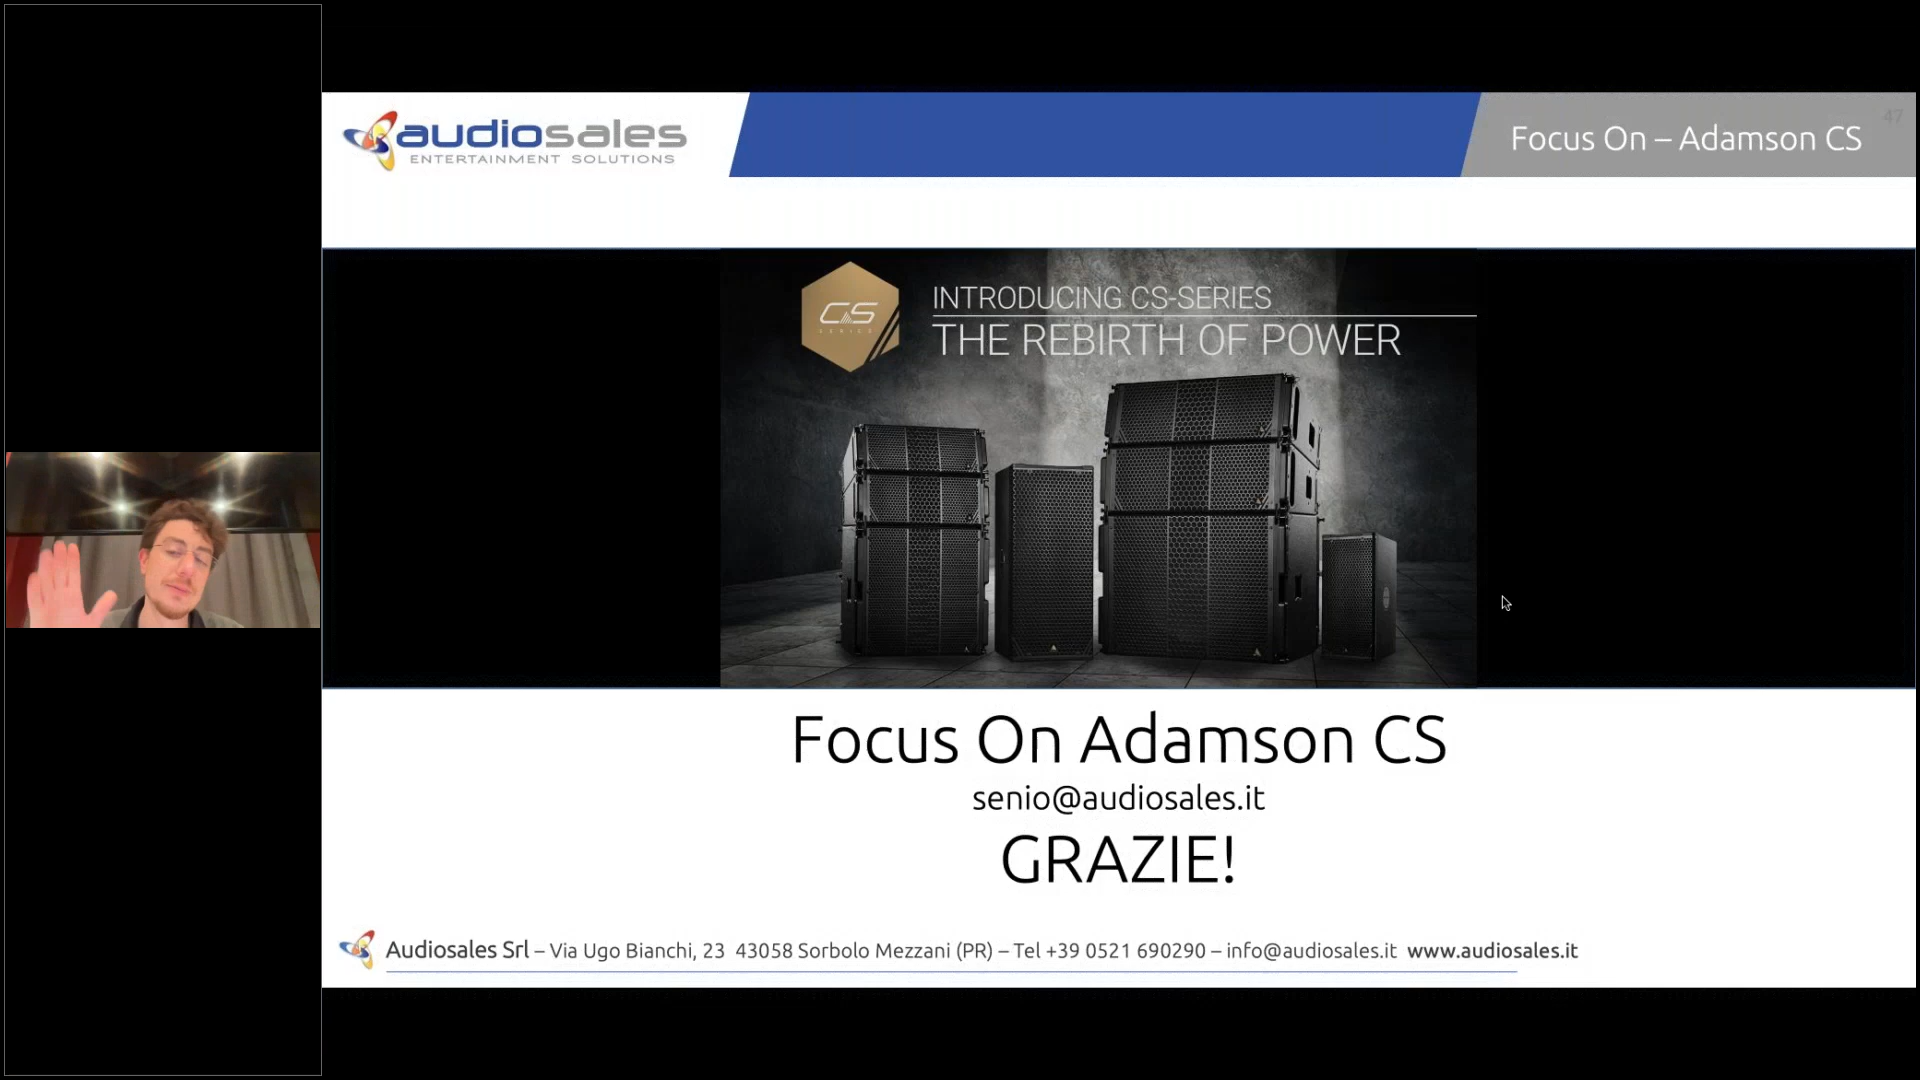 audiosales
ENTERTAINMENT SOLUTIONS
47
Focus On – Adamson CS
CS
SERIES
INTRODUCING CS-SERIES
THE REBIRTH OF POWER
Focus On Adamson CS
senio@audiosales.it
GRAZIE!
Audiosales Srl – Via Ugo Bianchi, 23 43058 Sorbolo Mezzani (PR) – Tel +39 0521 690290 – info@audiosales.it www.audiosales.it